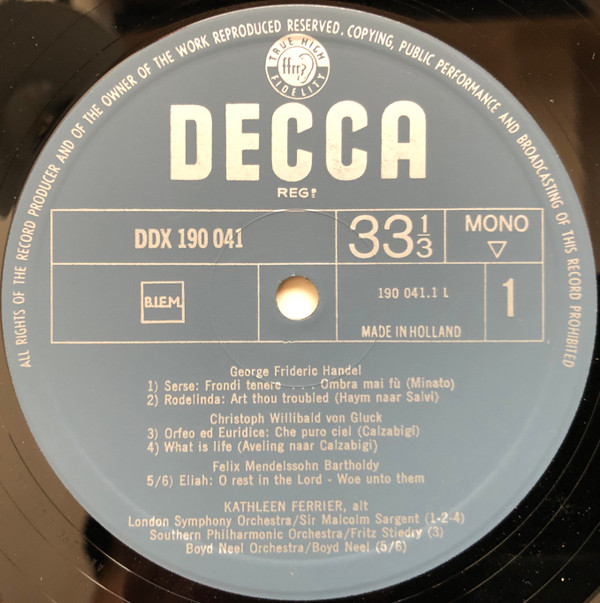 ALL RIGHTS OF THE RECORD PRODUCER AND OF THE OWNER OF THE WORK REPRODUCED RESERVED. COPYING, PUBLIC PERFORMANCE AND BROADCASTING OF THIS RECORD PROHIBITED
TRUE HIGH
ffrr
FIDELITY
DECCA
REGD
DDX 190 041
33 1/3
MONO
▽
B.I.E.M.
190 041.1 L
1
MADE IN HOLLAND
George Frideric Handel
1) Serse: Frondi tenere . . . . Ombra mai fù (Minato)
2) Rodelinda: Art thou troubled (Haym naar Salvi)
Christoph Willibald von Gluck
3) Orfeo ed Euridice: Che puro ciel (Calzabigi)
4) What is life (Aveling naar Calzabigi)
Felix Mendelssohn Bartholdy
5/6) Eliah: O rest in the Lord - Woe unto them
KATHLEEN FERRIER, alt
London Symphony Orchestra/Sir Malcolm Sargent (1-2-4)
Southern Philharmonic Orchestra/Fritz Stiedry (3)
Boyd Neel Orchestra/Boyd Neel (5/6)